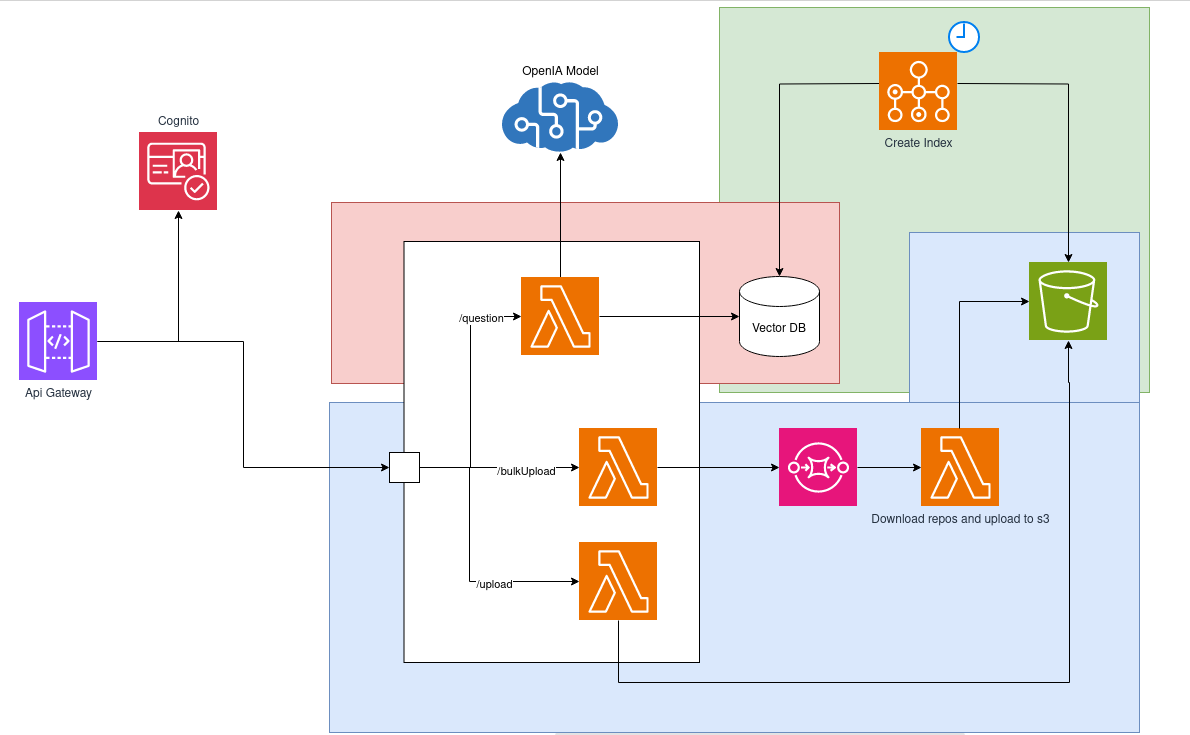 OpenIA Model
Cognito
Create Index
/question
Vector DB
Api Gateway
/bulkUpload
Download repos and upload to s3
/upload